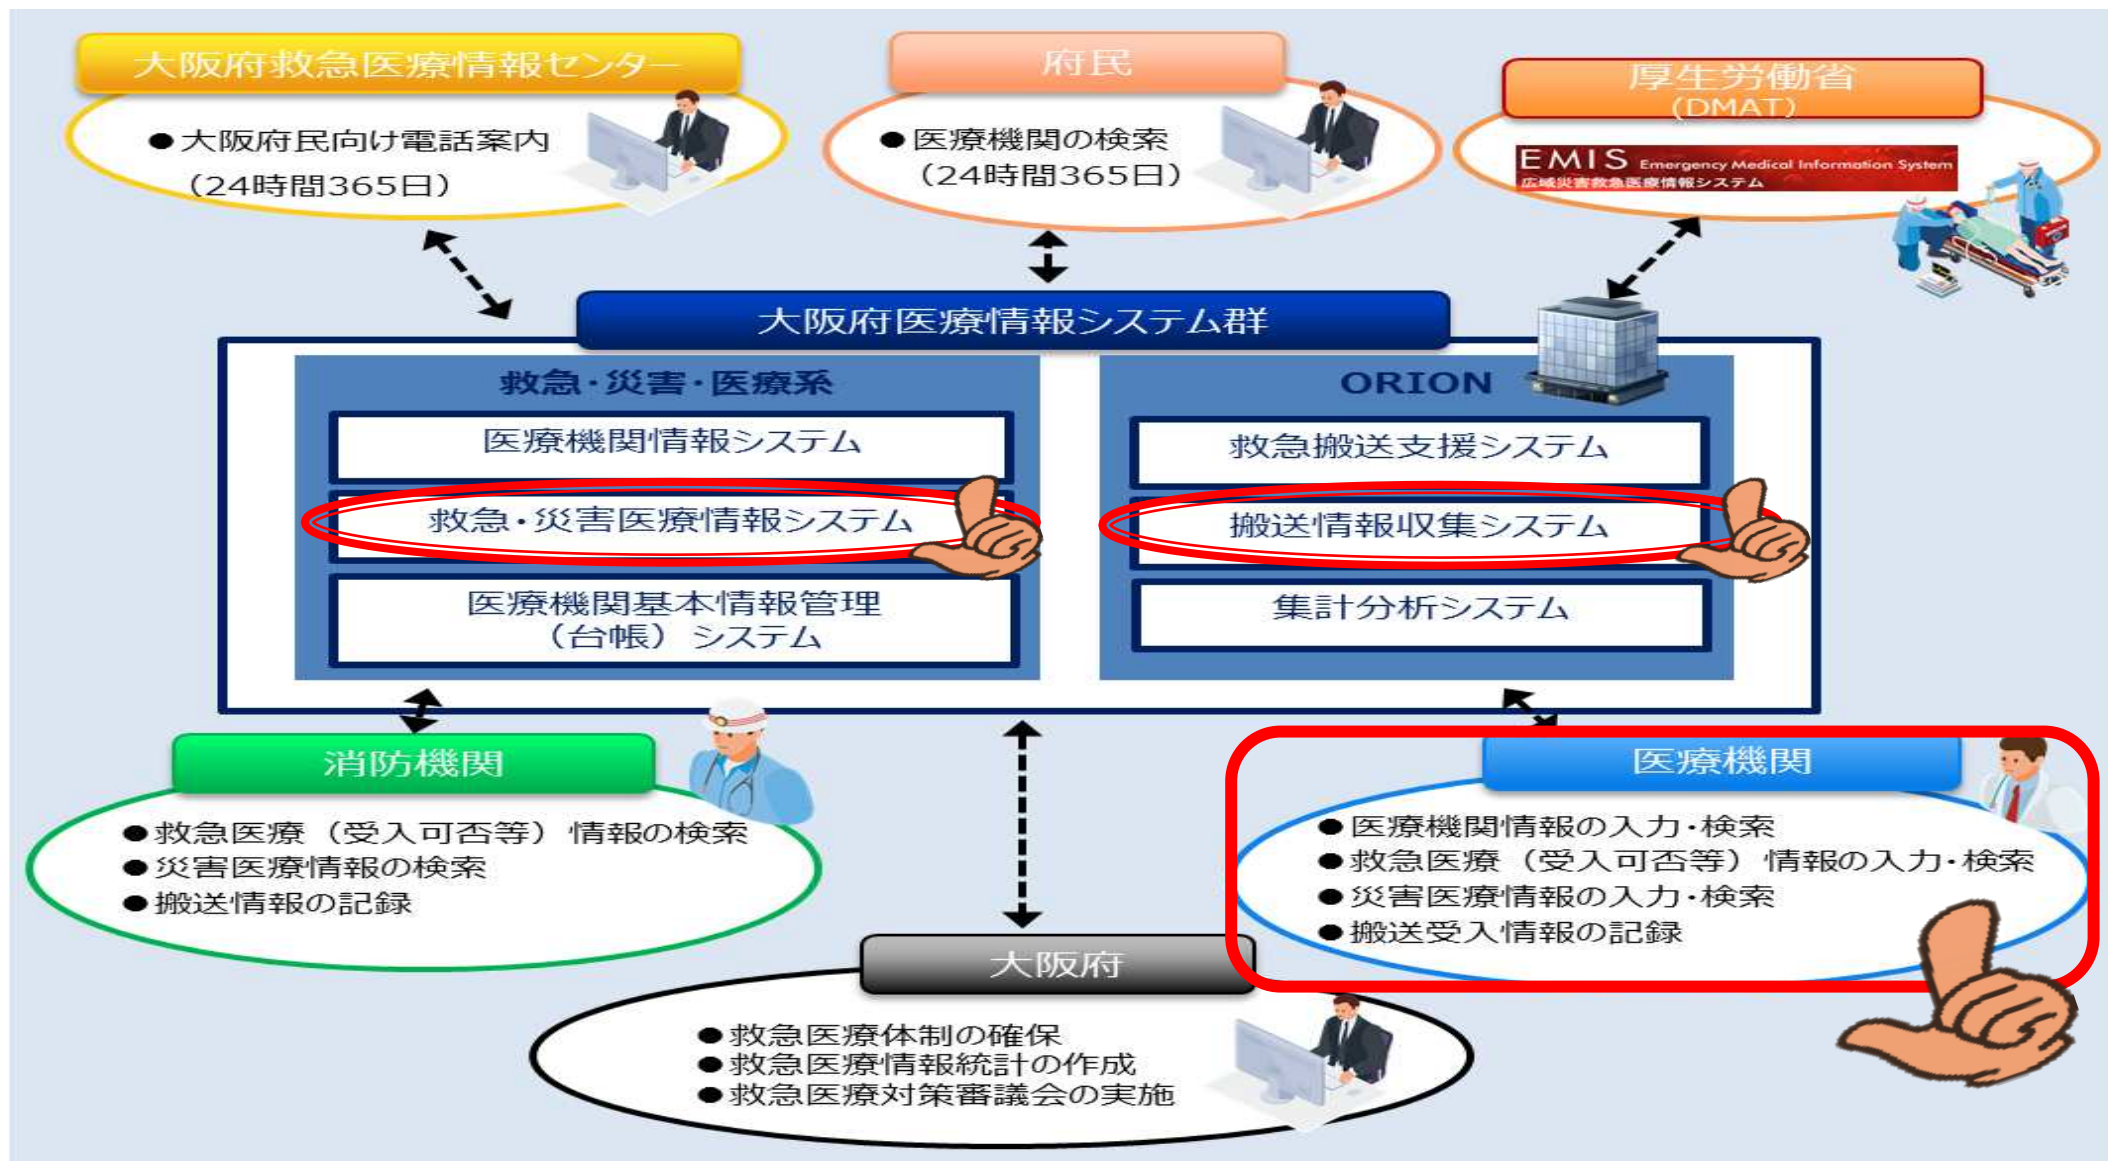 大阪府救急医療情報センター
●大阪府民向け電話案内
（24時間365日）
府民
●医療機関の検索
（24時間365日）
厚生労働省
(DMAT)
EMIS Emergency Medical Information System
広域災害救急医療情報システム
大阪府医療情報システム群
救急・災害・医療系
医療機関情報システム
救急・災害医療情報システム
医療機関基本情報管理
（台帳）システム
ORION
救急搬送支援システム
搬送情報収集システム
集計分析システム
消防機関
●救急医療（受入可否等）情報の検索
●災害医療情報の検索
●搬送情報の記録
医療機関
●医療機関情報の入力・検索
●救急医療（受入可否等）情報の入力・検索
●災害医療情報の入力・検索
●搬送受入情報の記録
大阪府
●救急医療体制の確保
●救急医療情報統計の作成
●救急医療対策審議会の実施